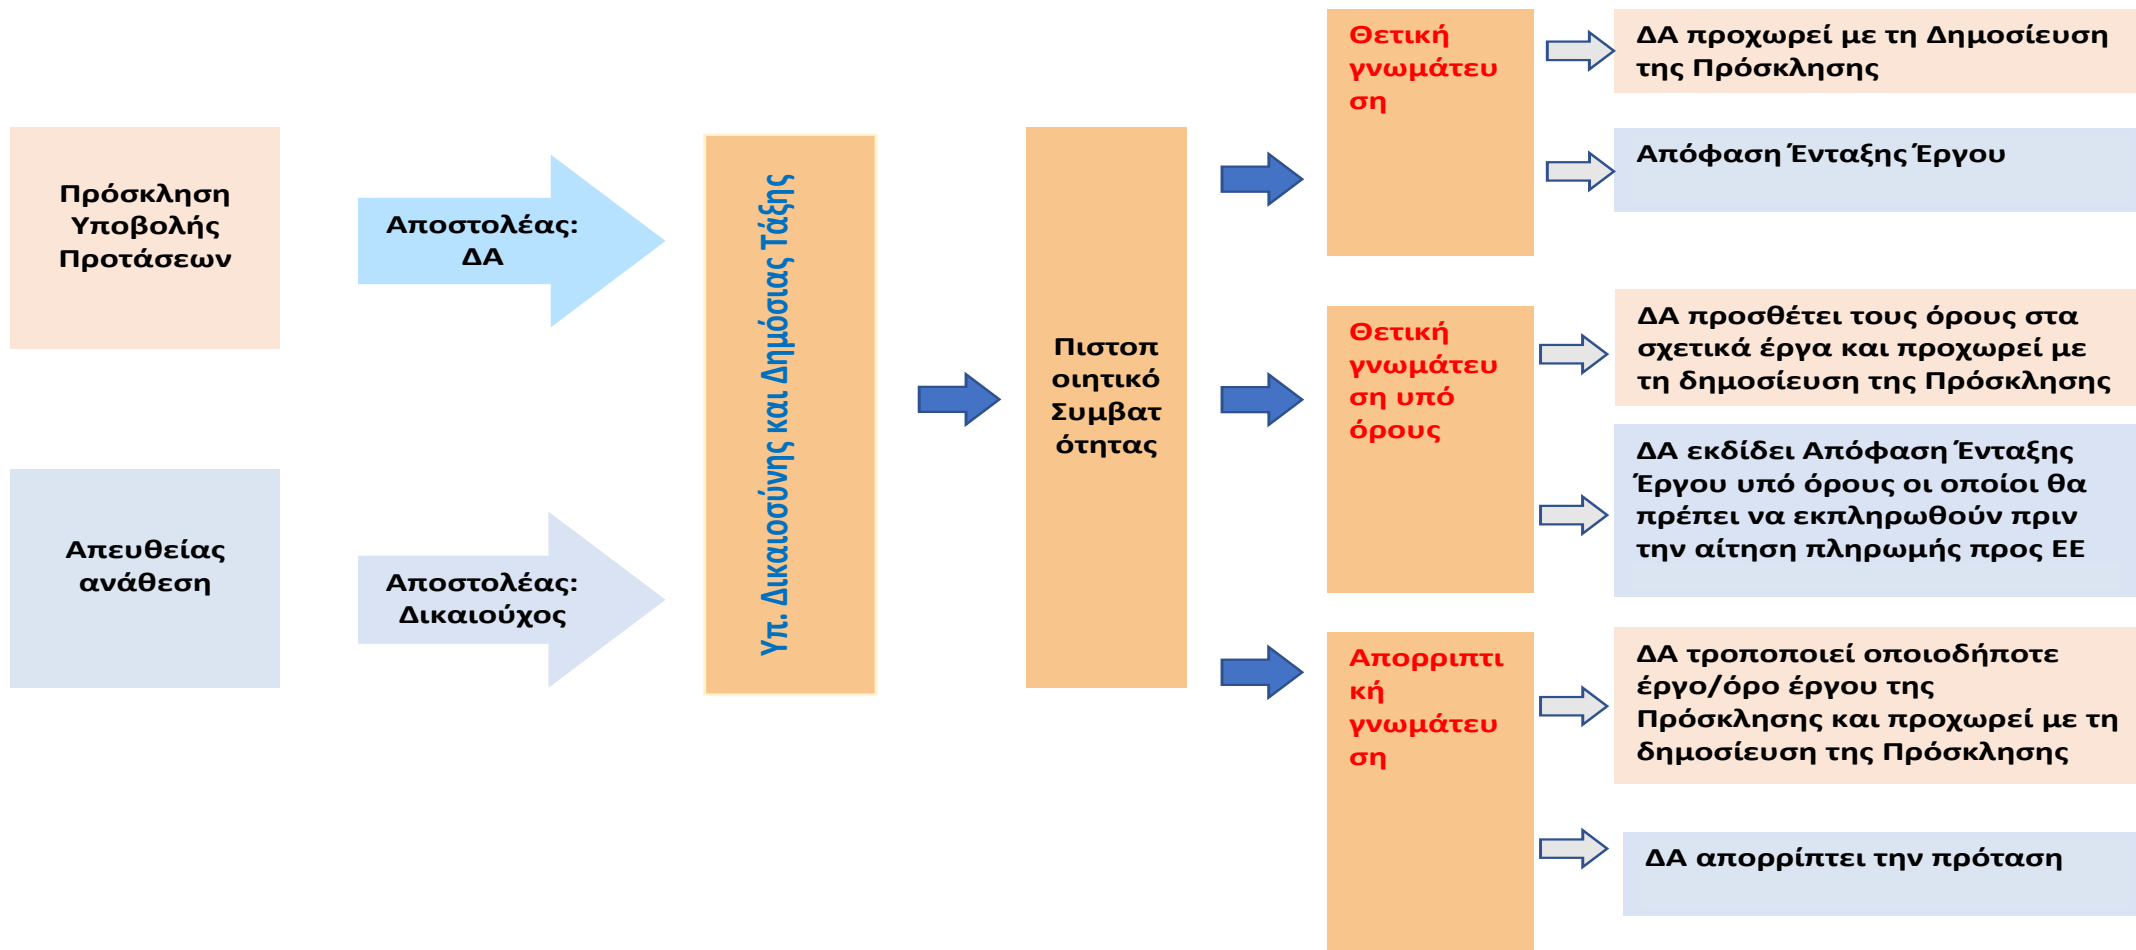 Πρόσκληση
Υποβολής
Προτάσεων
Απευθείας
ανάθεση
Αποστολέας:
ΔΑ
Αποστολέας:
Δικαιούχος
Υπ. Δικαιοσύνης και Δημόσιας Τάξης
Πιστοπ
οιητικό
Συμβατ
ότητας
Θετική
γνωμάτευ
ση
ΔΑ προχωρεί με τη Δημοσίευση
της Πρόσκλησης
Απόφαση Ένταξης Έργου
Θετική
γνωμάτευ
ση υπό
όρους
ΔΑ προσθέτει τους όρους στα
σχετικά έργα και προχωρεί με
τη δημοσίευση της Πρόσκλησης
ΔΑ εκδίδει Απόφαση Ένταξης
Έργου υπό όρους οι οποίοι θα
πρέπει να εκπληρωθούν πριν
την αίτηση πληρωμής προς ΕΕ
Απορριπτι
κή
γνωμάτευ
ση
ΔΑ τροποποιεί οποιοδήποτε
έργο/όρο έργου της
Πρόσκλησης και προχωρεί με τη
δημοσίευση της Πρόσκλησης
ΔΑ απορρίπτει την πρόταση